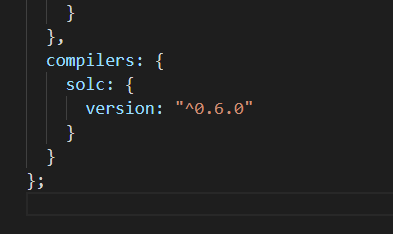 }
},
compilers: {
solc: {
version: "^0.6.0"
}
}
};